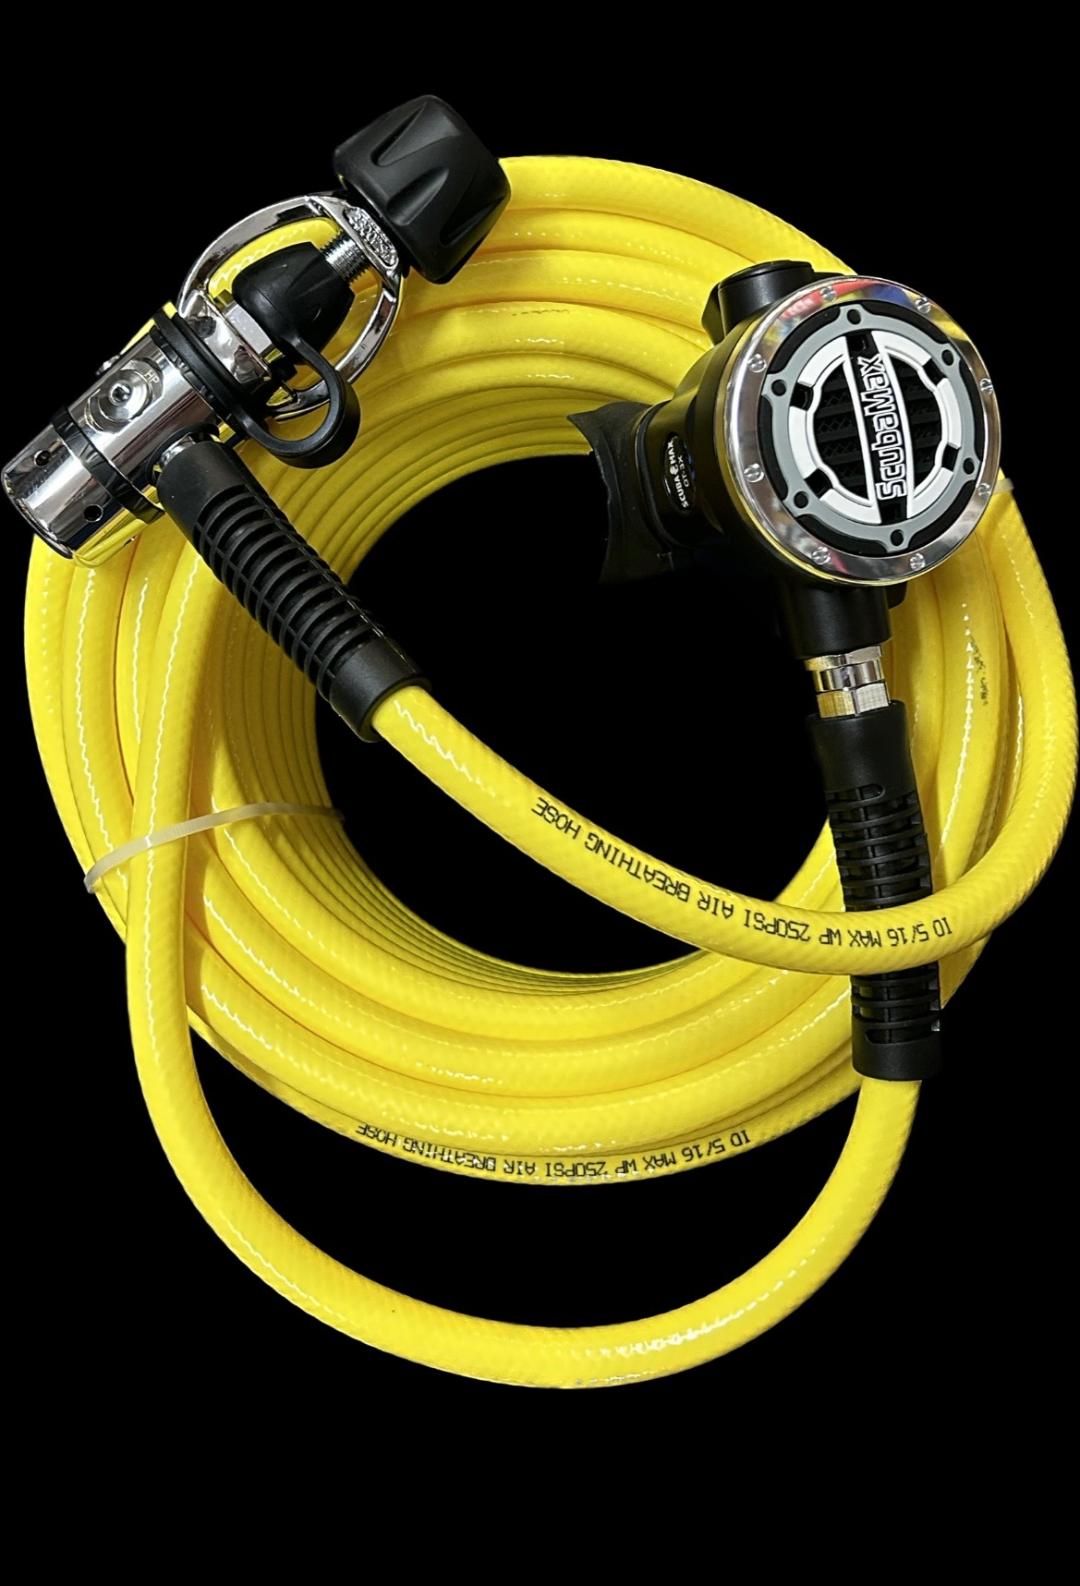 HP
ScubaMax
SCUBA MAX
ID 5/16 MAX WP 250PSI AIR BREATHING HOSE
ID 5/16 MAX WP 250PSI AIR BREATHING HOSE